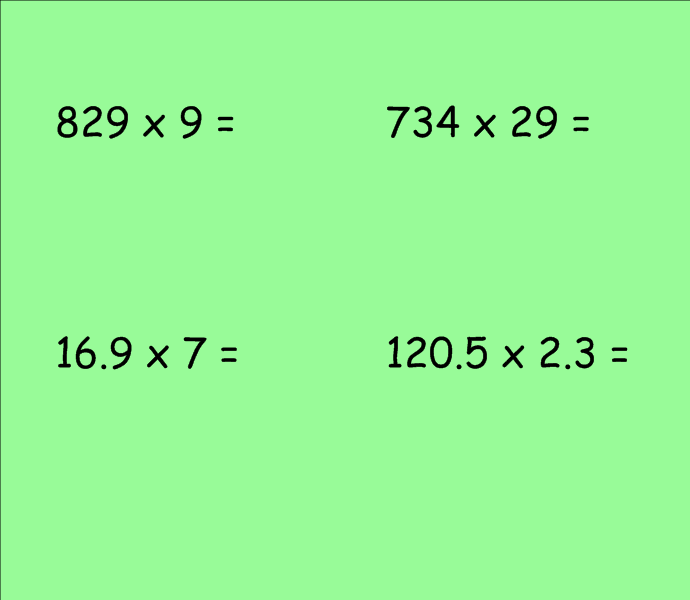 829 x 9 =
734 x 29 =
16.9 x 7 =
120.5 x 2.3 =